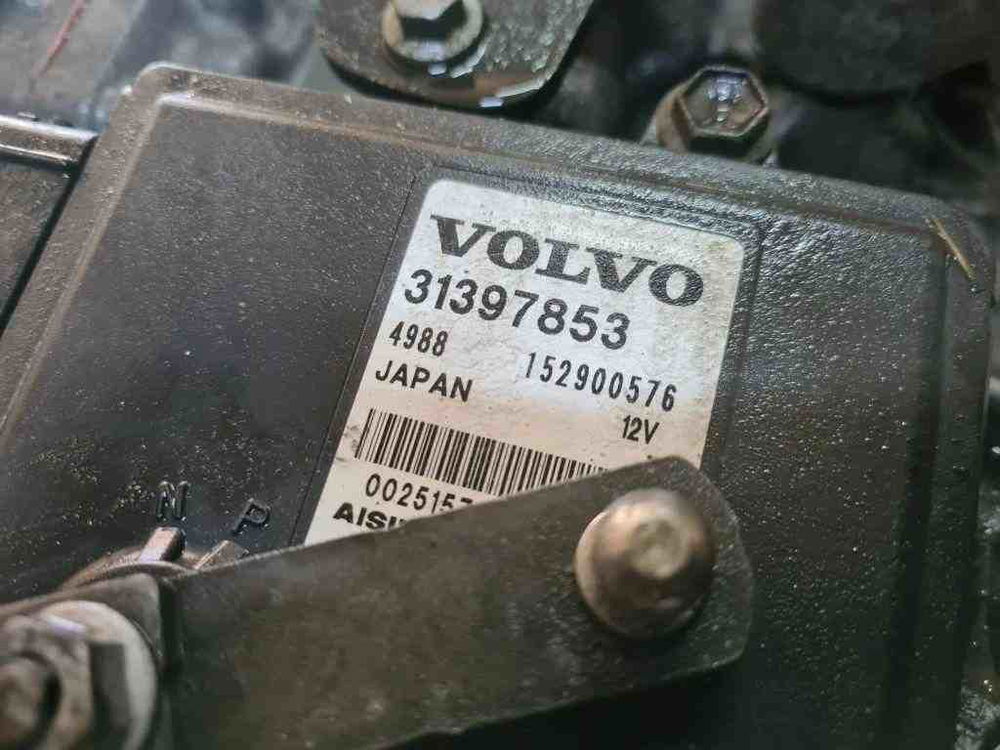 VOLVO
31397853
4988 152900576
JAPAN
12V
N P